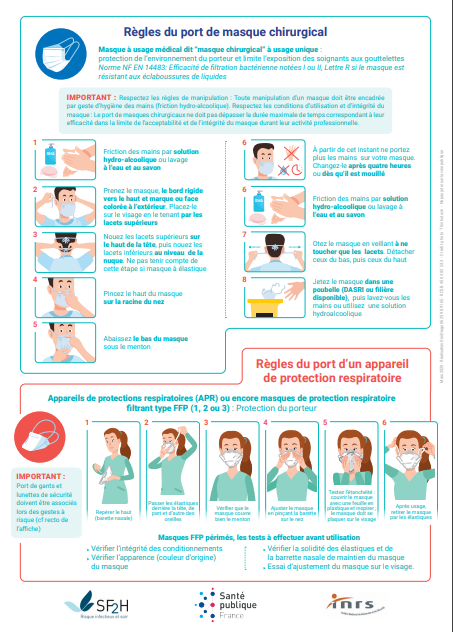 Règles du port de masque chirurgical
Masque à usage médical dit "masque chirurgical" à usage unique :
protection de l'environnement du porteur et limite l'exposition des soignants aux gouttelettes
Norme NF EN 14483: Efficacité de filtration bactérienne notées I ou II, Lettre R si le masque est
résistant aux éclaboussures de liquides
IMPORTANT : Respectez les règles de manipulation : Toute manipulation d'un masque doit être encadrée
par geste d'hygiène des mains (friction hydro-alcoolique). Respectez les conditions d'utilisation et d'intégrité du
masque : Le port de masques chirurgicaux ne doit pas dépasser la durée maximale de temps correspondant à leur
efficacité dans la limite de l'acceptabilité et de l'intégrité du masque durant leur activité professionnelle.
1
Friction des mains par solution
hydro-alcoolique ou lavage
à l'eau et au savon
2
Prenez le masque, le bord rigide
vers le haut et marque ou face
colorée à l'extérieur. Placez-le
sur le visage en le tenant par les
lacets supérieurs
3
Nouez les lacets supérieurs sur
le haut de la tête, puis nouez les
lacets inférieurs au niveau de la
nuque. Ne pas tenir compte de
cette étape si masque à élastique
4
Pincez le haut du masque
sur la racine du nez
5
Abaissez le bas du masque
sous le menton
6
À partir de cet instant ne portez
plus les mains sur votre masque.
Changez-le après quatre heures
ou dès qu'il est mouillé
6
Friction des mains par solution
hydro-alcoolique ou lavage à
l'eau et au savon
7
Otez le masque en veillant à ne
toucher que les lacets: Détacher
ceux du bas, puis ceux du haut
8
Jetez le masque dans une
poubelle (DASRI ou filière
disponible), puis lavez-vous les
mains ou utilisez une solution
hydroalcoolique
Règles du port d'un appareil
de protection respiratoire
Appareils de protections respiratoires (APR) ou encore masques de protection respiratoire
filtrant type FFP (1, 2 ou 3) : Protection du porteur
IMPORTANT :
Port de gants et
lunettes de sécurité
doivent être associés
lors des gestes à
risque (cf recto de
l'affiche)
1
Repérer le haut
(barette nasale)
2
Passer les élastiques
derrière la tête, de
part et d'autre des
oreilles
3
Vérifier que le
masque couvre
bien le menton
4
Ajuster le masque
en pinçant la barette
sur le nez
5
Testez l'étanchéité :
couvrir le masque
avec une feuille en
plastique et inspirer ;
le masque doit se
plaquer sur le visage
6
Après usage,
retirer le masque
par les élastiques
Masques FFP périmés, les tests à effectuer avant utilisation
✓ Vérifier l'intégrité des conditionnements
✓ Vérifier l'apparence (couleur d'origine)
du masque
✓ Vérifier la solidité des élastiques et de
la barrette nasale de maintien du masque
✓ Essai d'ajustement du masque sur le visage.
SF2H
Risque infectieux et soin
Santé
publique
France
inrs